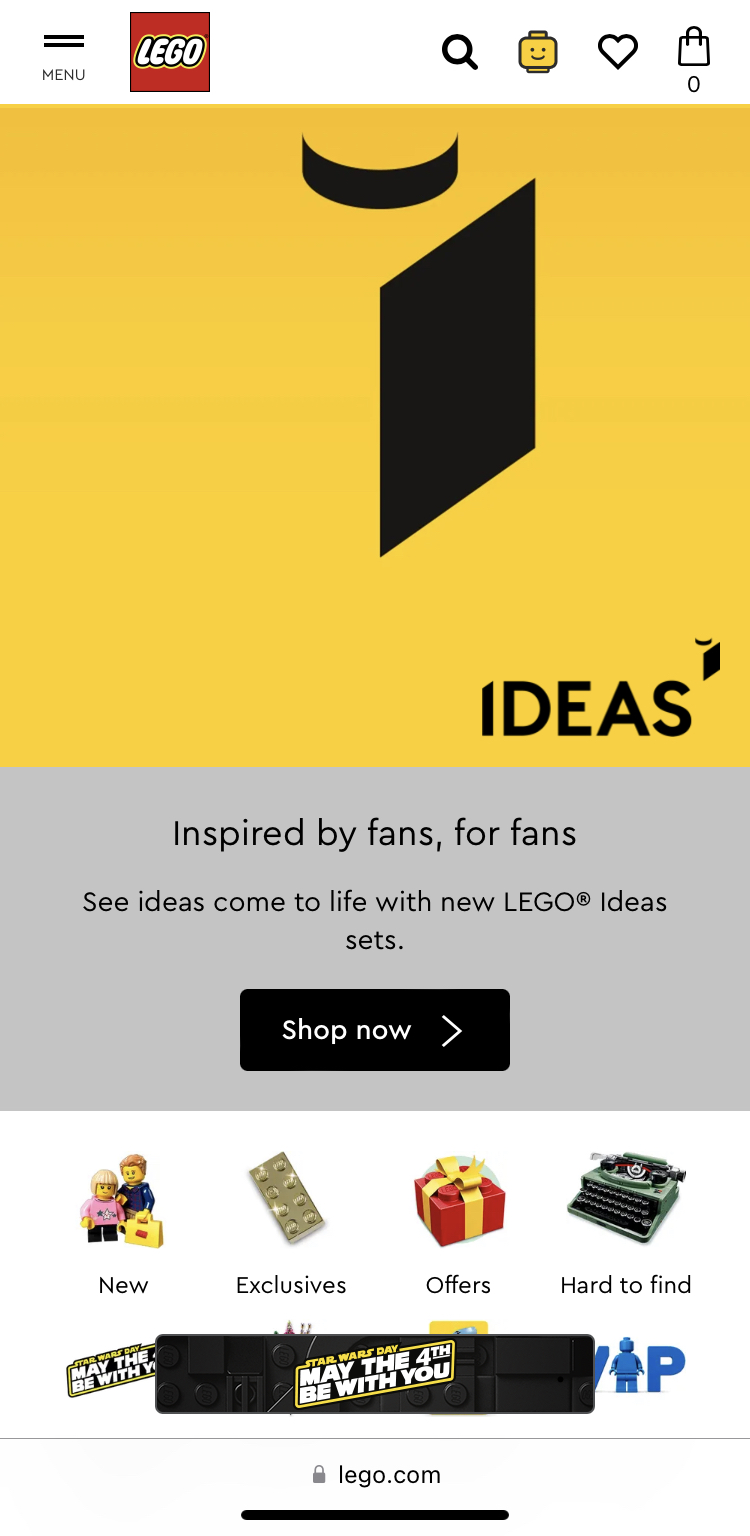 MENU
LEGO
0
IDEAS
Inspired by fans, for fans
See ideas come to life with new LEGO® Ideas
sets.
Shop now
New
Exclusives
Offers
Hard to find
STAR WARS DAY
MAY THE
BE WITH
STAR WARS DAY
MAY THE 4TH
BE WITH YOU
VIP
lego.com